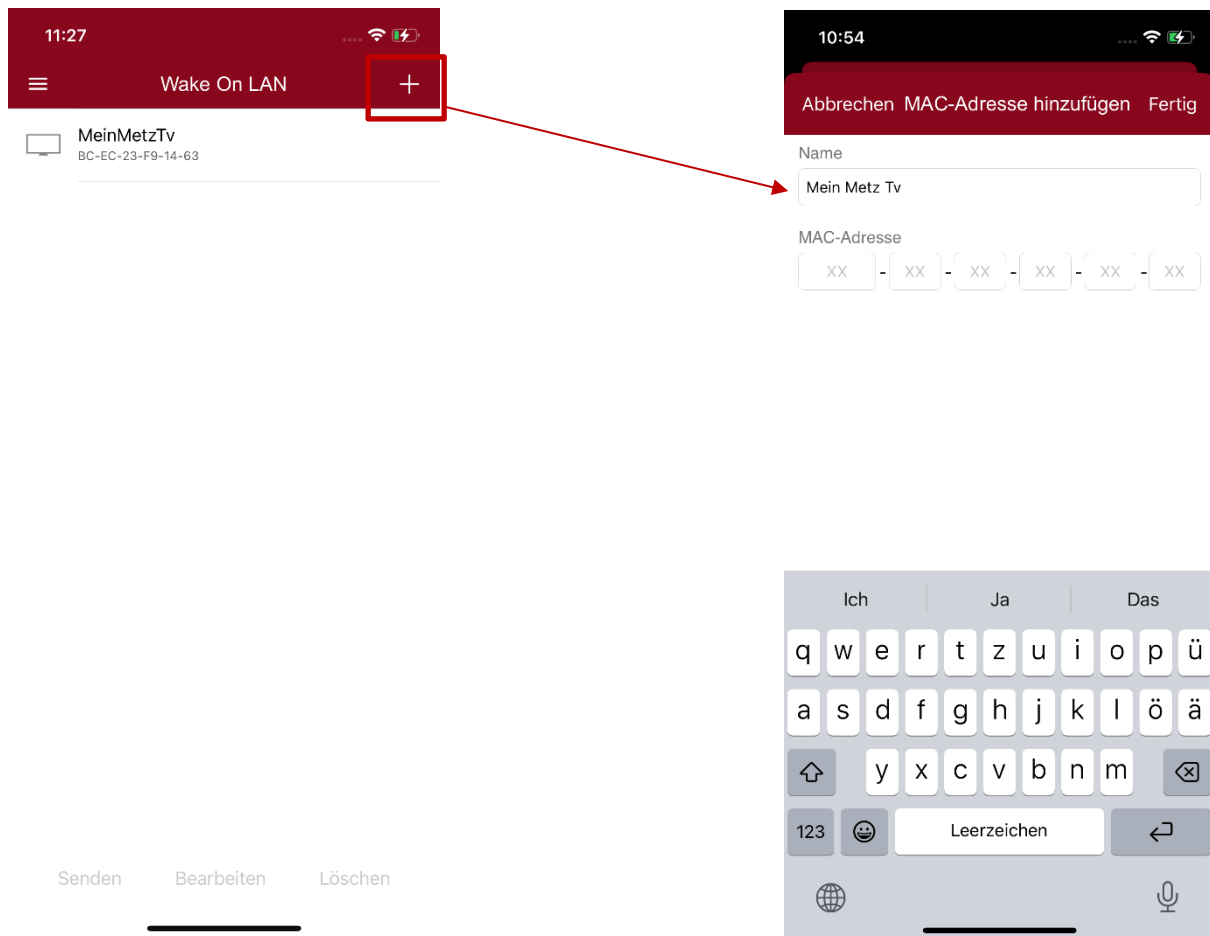 11:27
Wake On LAN
MeinMetzTv
BC-EC-23-F9-14-63
Senden Bearbeiten Löschen
10:54
Abbrechen MAC-Adresse hinzufügen Fertig
Name
Mein Metz Tv
MAC-Adresse
XX - XX - XX - XX - XX - XX
Ich Ja Das
q w e r t z u i o p ü
a s d f g h j k l ö ä
y x c v b n m
123 Leerzeichen